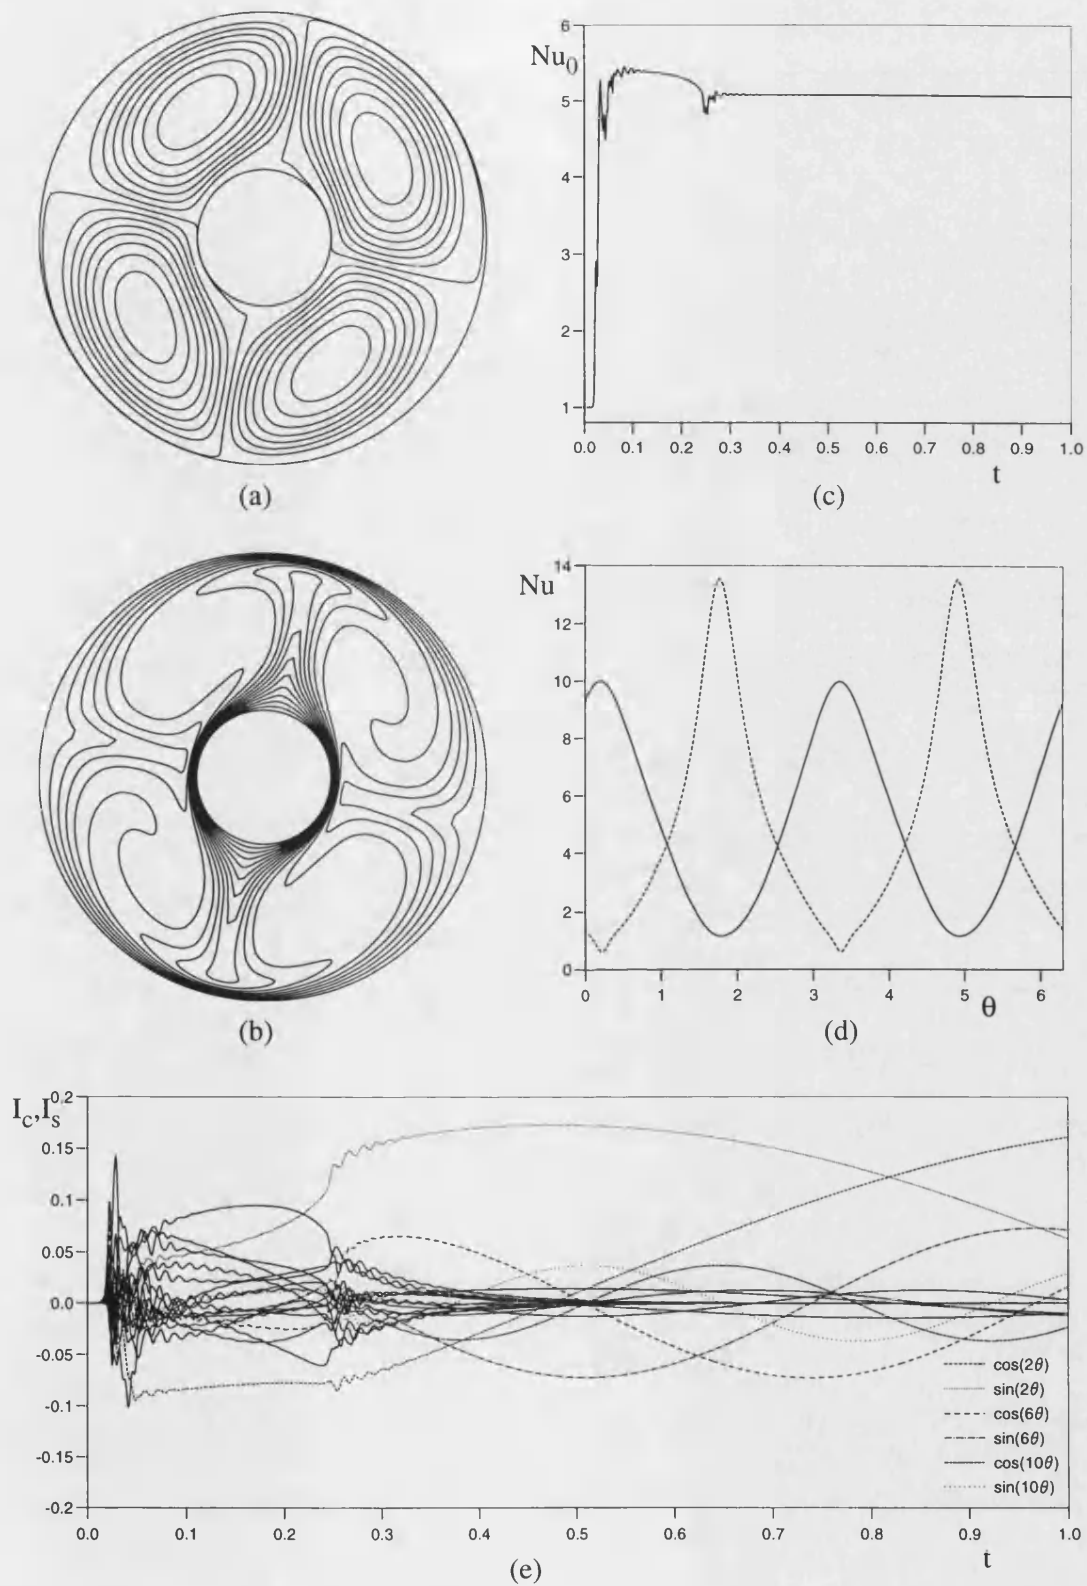 (a)
Nu0
6
5
4
3
2
1
0.0 0.1 0.2 0.3 0.4 0.5 0.6 0.7 0.8 0.9 1.0
t
(c)
(b)
Nu
14
12
10
8
6
4
2
0
0 1 2 3 4 5 6
θ
(d)
Ic,Is
0.2
0.15
0.1
0.05
0.0
-0.05
-0.1
-0.15
-0.2
cos(2θ)
sin(2θ)
cos(6θ)
sin(6θ)
cos(10θ)
sin(10θ)
0.0 0.1 0.2 0.3 0.4 0.5 0.6 0.7 0.8 0.9 1.0
t
(e)